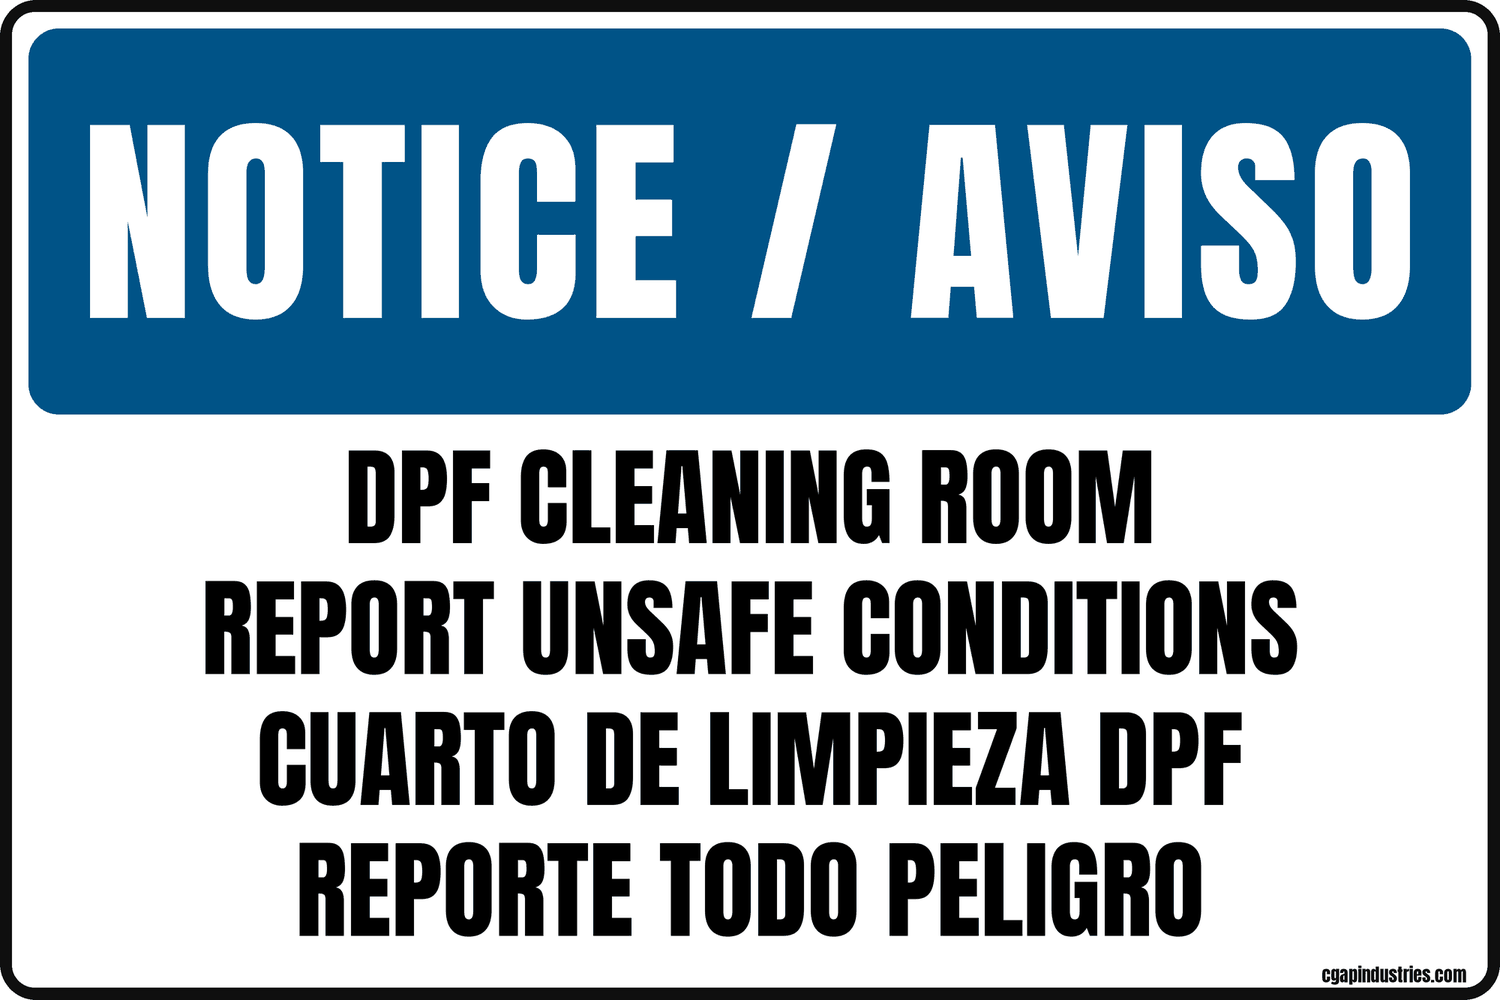 NOTICE / AVISO
DPF CLEANING ROOM
REPORT UNSAFE CONDITIONS
CUARTO DE LIMPIEZA DPF
REPORTE TODO PELIGRO
cgapindustries.com